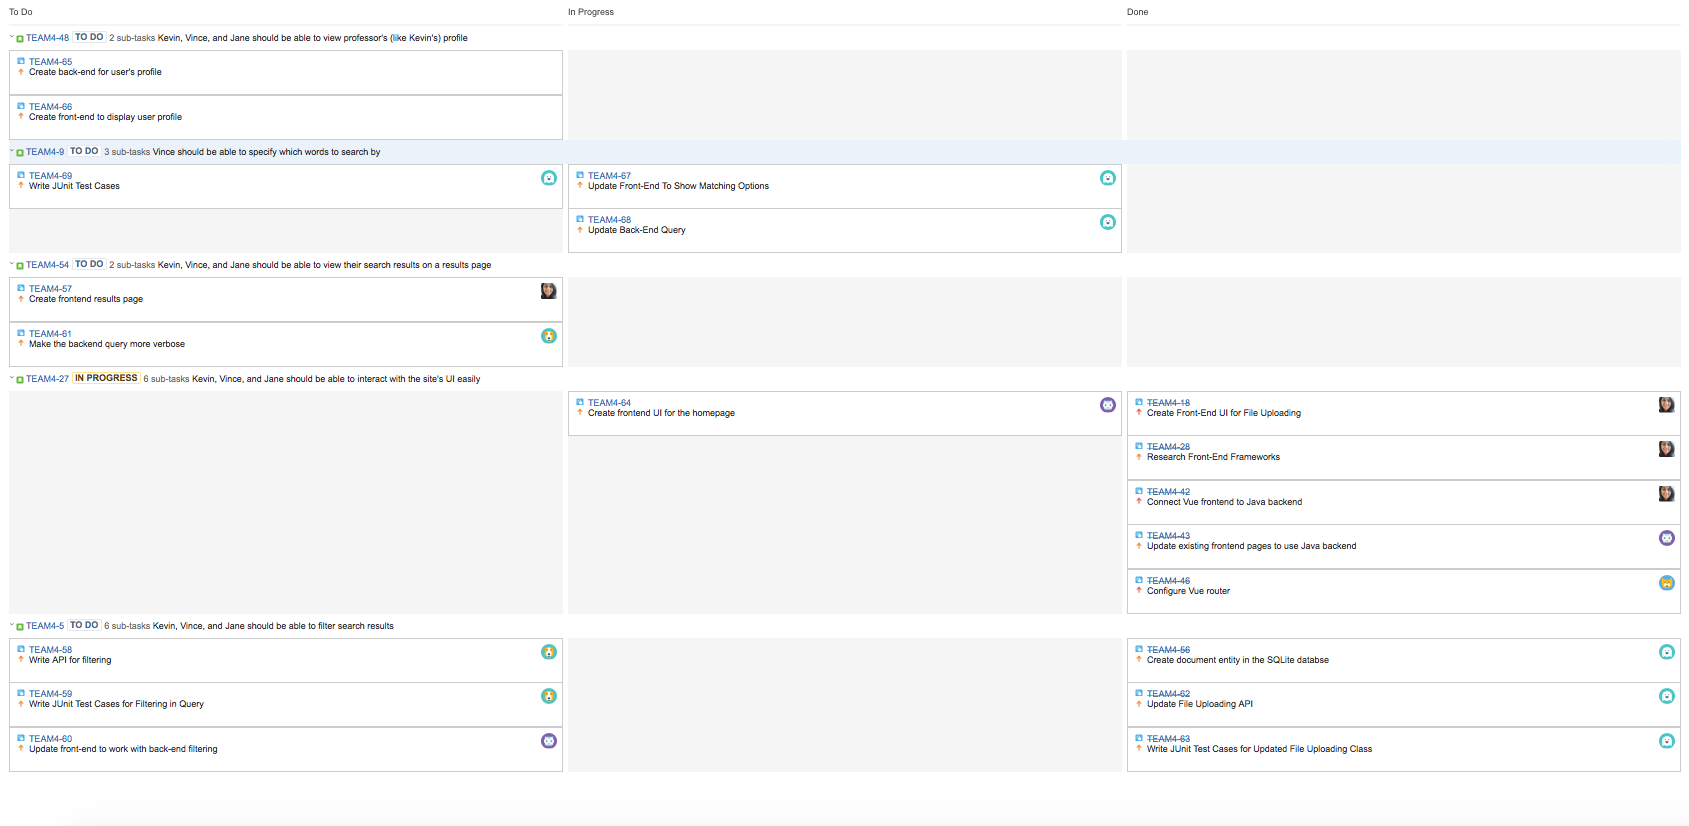 To Do
In Progress
Done
TEAM4-48 TO DO 2 sub-tasks Kevin, Vince, and Jane should be able to view professor's (like Kevin's) profile
TEAM4-65
Create back-end for user's profile
TEAM4-66
Create front-end to display user profile
TEAM4-9 TO DO 3 sub-tasks Vince should be able to specify which words to search by
TEAM4-69
Write JUnit Test Cases
TEAM4-67
Update Front-End To Show Matching Options
TEAM4-68
Update Back-End Query
TEAM4-54 TO DO 2 sub-tasks Kevin, Vince, and Jane should be able to view their search results on a results page
TEAM4-57
Create frontend results page
TEAM4-61
Make the backend query more verbose
TEAM4-27 IN PROGRESS 6 sub-tasks Kevin, Vince, and Jane should be able to interact with the site's UI easily
TEAM4-64
Create frontend UI for the homepage
TEAM4-18
Create Front-End UI for File Uploading
TEAM4-28
Research Front-End Frameworks
TEAM4-42
Connect Vue frontend to Java backend
TEAM4-43
Update existing frontend pages to use Java backend
TEAM4-46
Configure Vue router
TEAM4-5 TO DO 6 sub-tasks Kevin, Vince, and Jane should be able to filter search results
TEAM4-58
Write API for filtering
TEAM4-59
Write JUnit Test Cases for Filtering in Query
TEAM4-60
Update front-end to work with back-end filtering
TEAM4-56
Create document entity in the SQLite databse
TEAM4-62
Update File Uploading API
TEAM4-63
Write JUnit Test Cases for Updated File Uploading Class